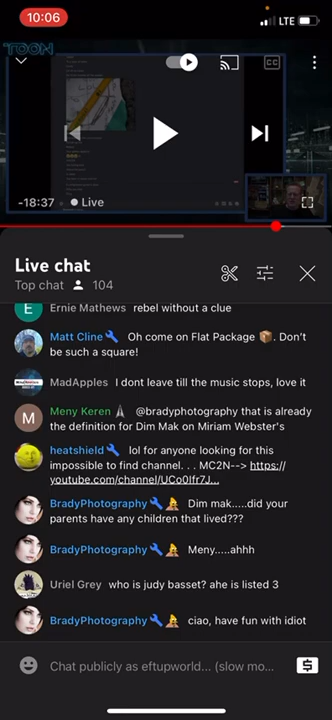 10:06
LTE
TOON
CC
-18:37 Live
Live chat
Top chat 104
Ernie Mathews rebel without a clue
Matt Cline Oh come on Flat Package 📦. Don't
be such a square!
MadApples I dont leave till the music stops, love it
Meny Keren @bradyphotography that is already
the definition for Dim Mak on Miriam Webster's
heatshield lol for anyone looking for this
impossible to find channel. . . MC2N--> https://
youtube.com/channel/UCo0Ifr7J...
BradyPhotography Dim mak.....did your
parents have any children that lived???
BradyPhotography Meny.....ahhh
Uriel Grey who is judy basset? ahe is listed 3
BradyPhotography ciao, have fun with idiot
Chat publicly as eftupworld... (slow mo...